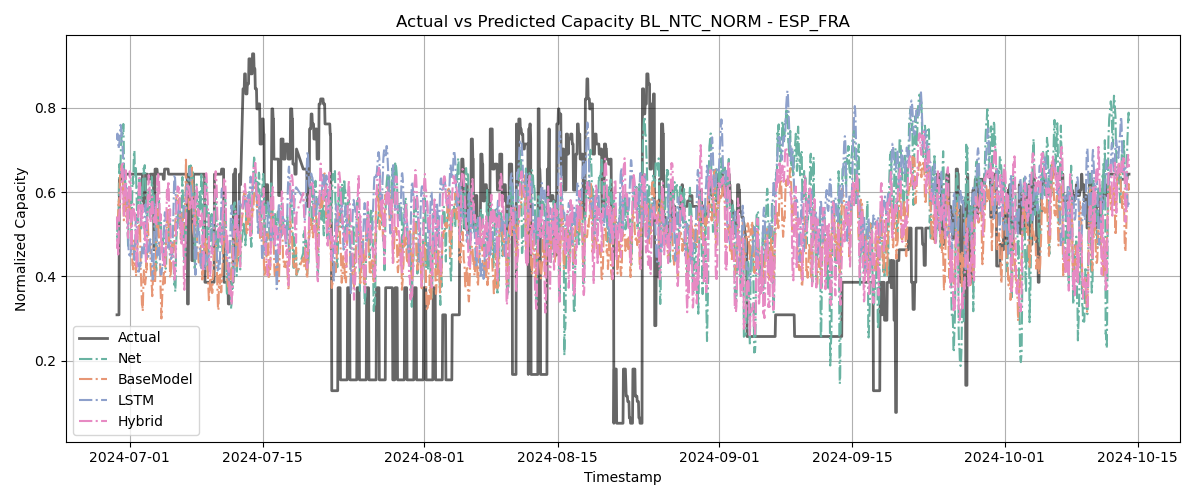 Actual vs Predicted Capacity BL_NTC_NORM - ESP_FRA
Normalized Capacity
0.8
0.6
0.4
0.2
Actual
Net
BaseModel
LSTM
Hybrid
2024-07-01 2024-07-15 2024-08-01 2024-08-15 2024-09-01 2024-09-15 2024-10-01 2024-10-15
Timestamp